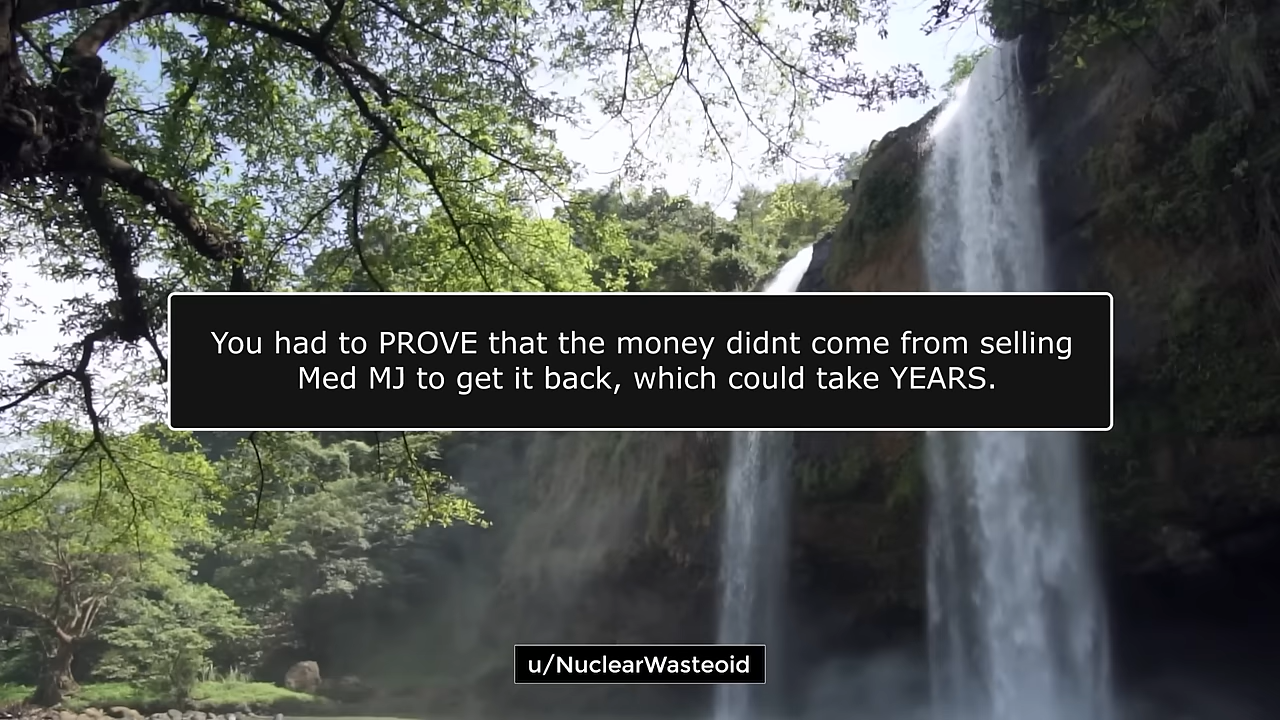 You had to PROVE that the money didnt come from selling
Med MJ to get it back, which could take YEARS.
u/NuclearWasteoid